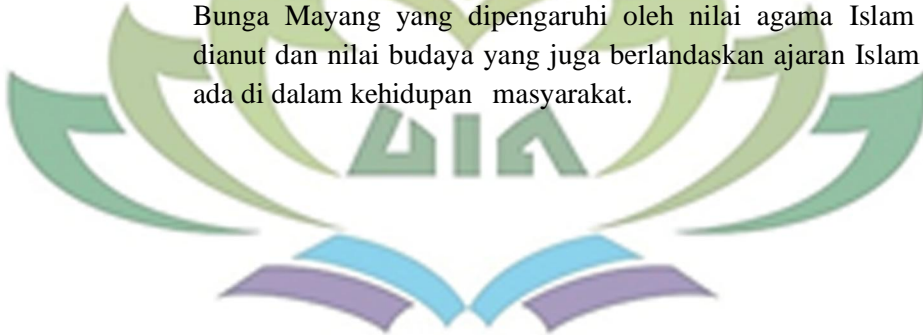 Bunga Mayang yang dipengaruhi oleh nilai agama Islam
dianut dan nilai budaya yang juga berlandaskan ajaran Islam
ada di dalam kehidupan masyarakat.
UIN